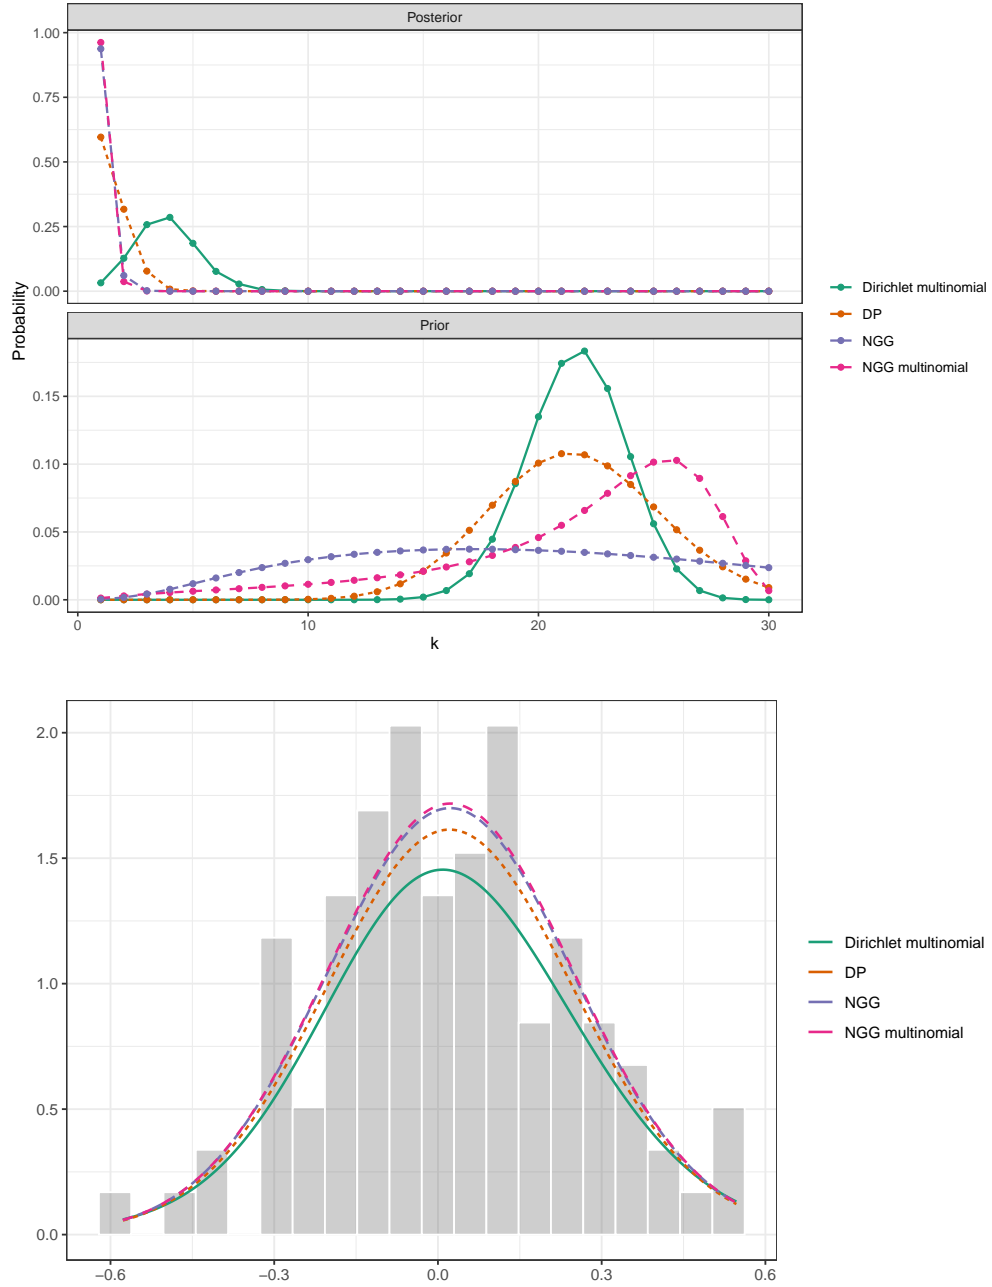 Posterior
1.00
0.75
0.50
0.25
0.00
Probability
Prior
0.15
0.10
0.05
0.00
0 10 20 30
k
Dirichlet multinomial
DP
NGG
NGG multinomial
2.0
1.5
1.0
0.5
0.0
−0.6 −0.3 0.0 0.3 0.6
Dirichlet multinomial
DP
NGG
NGG multinomial